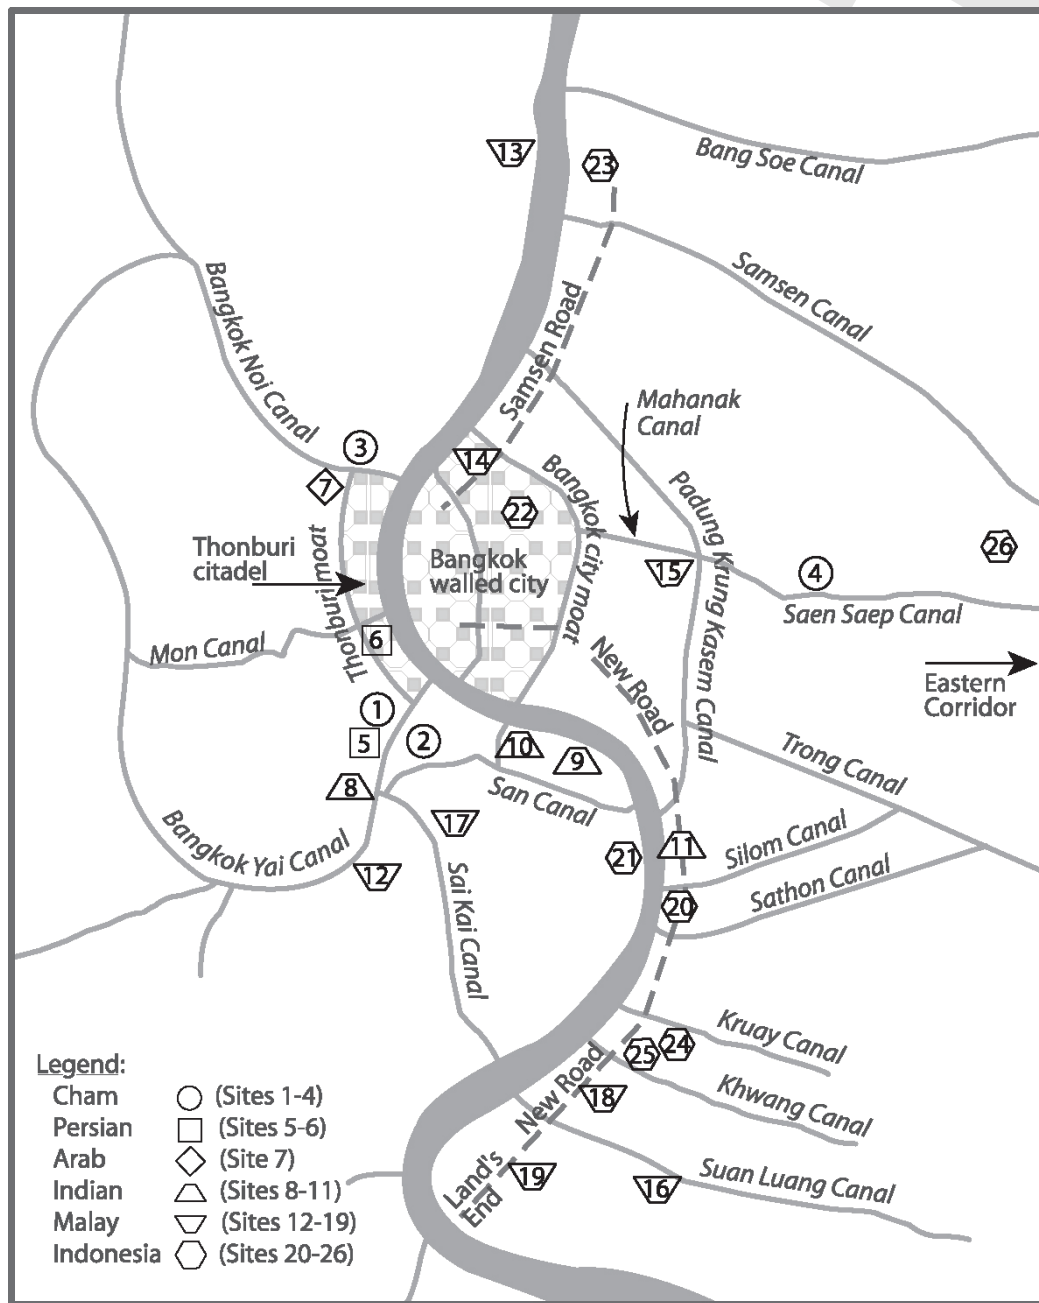 13
23
Bang Soe Canal
Samsen Canal
Bangkok Noi Canal
Samsen Road
Mahanak
Canal
3
7
14
22
Bangkok city moat
Padung Krung Kasem Canal
Thonburi moat
Thonburi
citadel
Bangkok
walled city
15
4
26
Saen Saep Canal
Mon Canal
6
New Road
Eastern
Corridor
1
5
2
10
9
Trong Canal
8
San Canal
17
Bangkok Yai Canal
12
Sai Kai Canal
21
11
Silom Canal
20
Sathon Canal
Kruay Canal
25
24
New Road
18
Khwang Canal
Land's
End
19
16
Suan Luang Canal
Legend:
Cham (Sites 1-4)
Persian (Sites 5-6)
Arab (Site 7)
Indian (Sites 8-11)
Malay (Sites 12-19)
Indonesia (Sites 20-26)